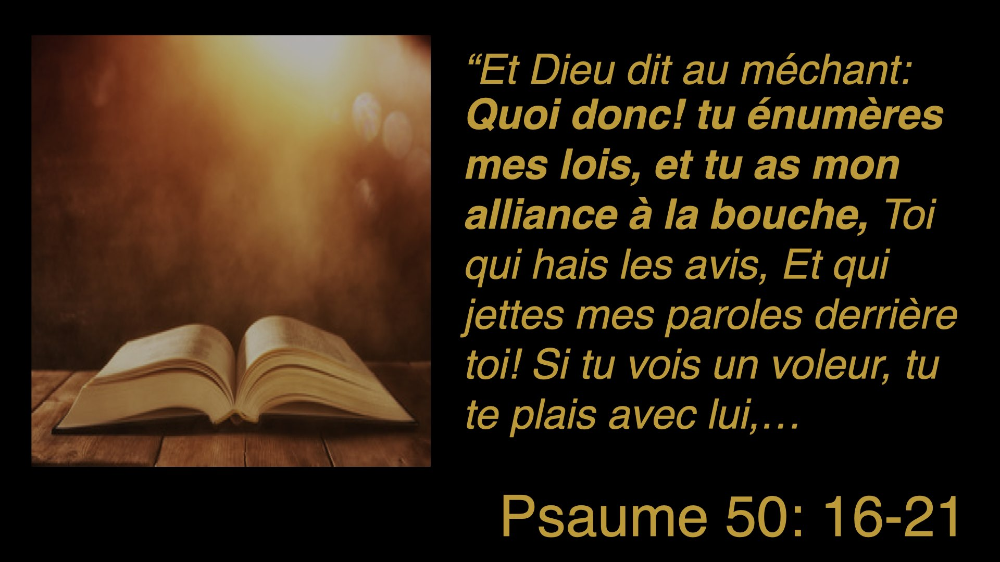 “Et Dieu dit au méchant:
Quoi donc! tu énumères
mes lois, et tu as mon
alliance à la bouche, Toi
qui hais les avis, Et qui
jettes mes paroles derrière
toi! Si tu vois un voleur, tu
te plais avec lui,…
Psaume 50: 16-21